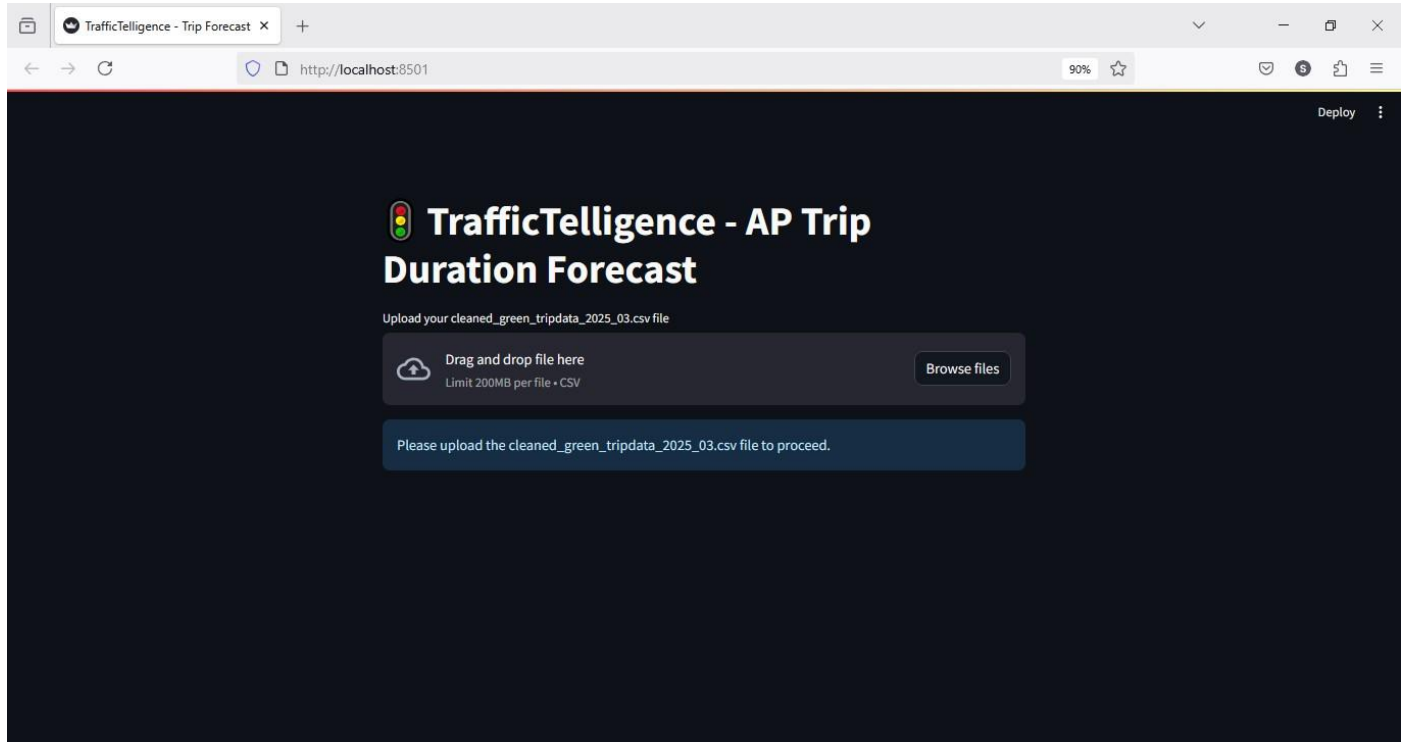 TrafficTelligence - Trip Forecast
http://localhost:8501
90%
S
Deploy
TrafficTelligence - AP Trip
Duration Forecast
Upload your cleaned_green_tripdata_2025_03.csv file
Drag and drop file here
Limit 200MB per file • CSV
Browse files
Please upload the cleaned_green_tripdata_2025_03.csv file to proceed.